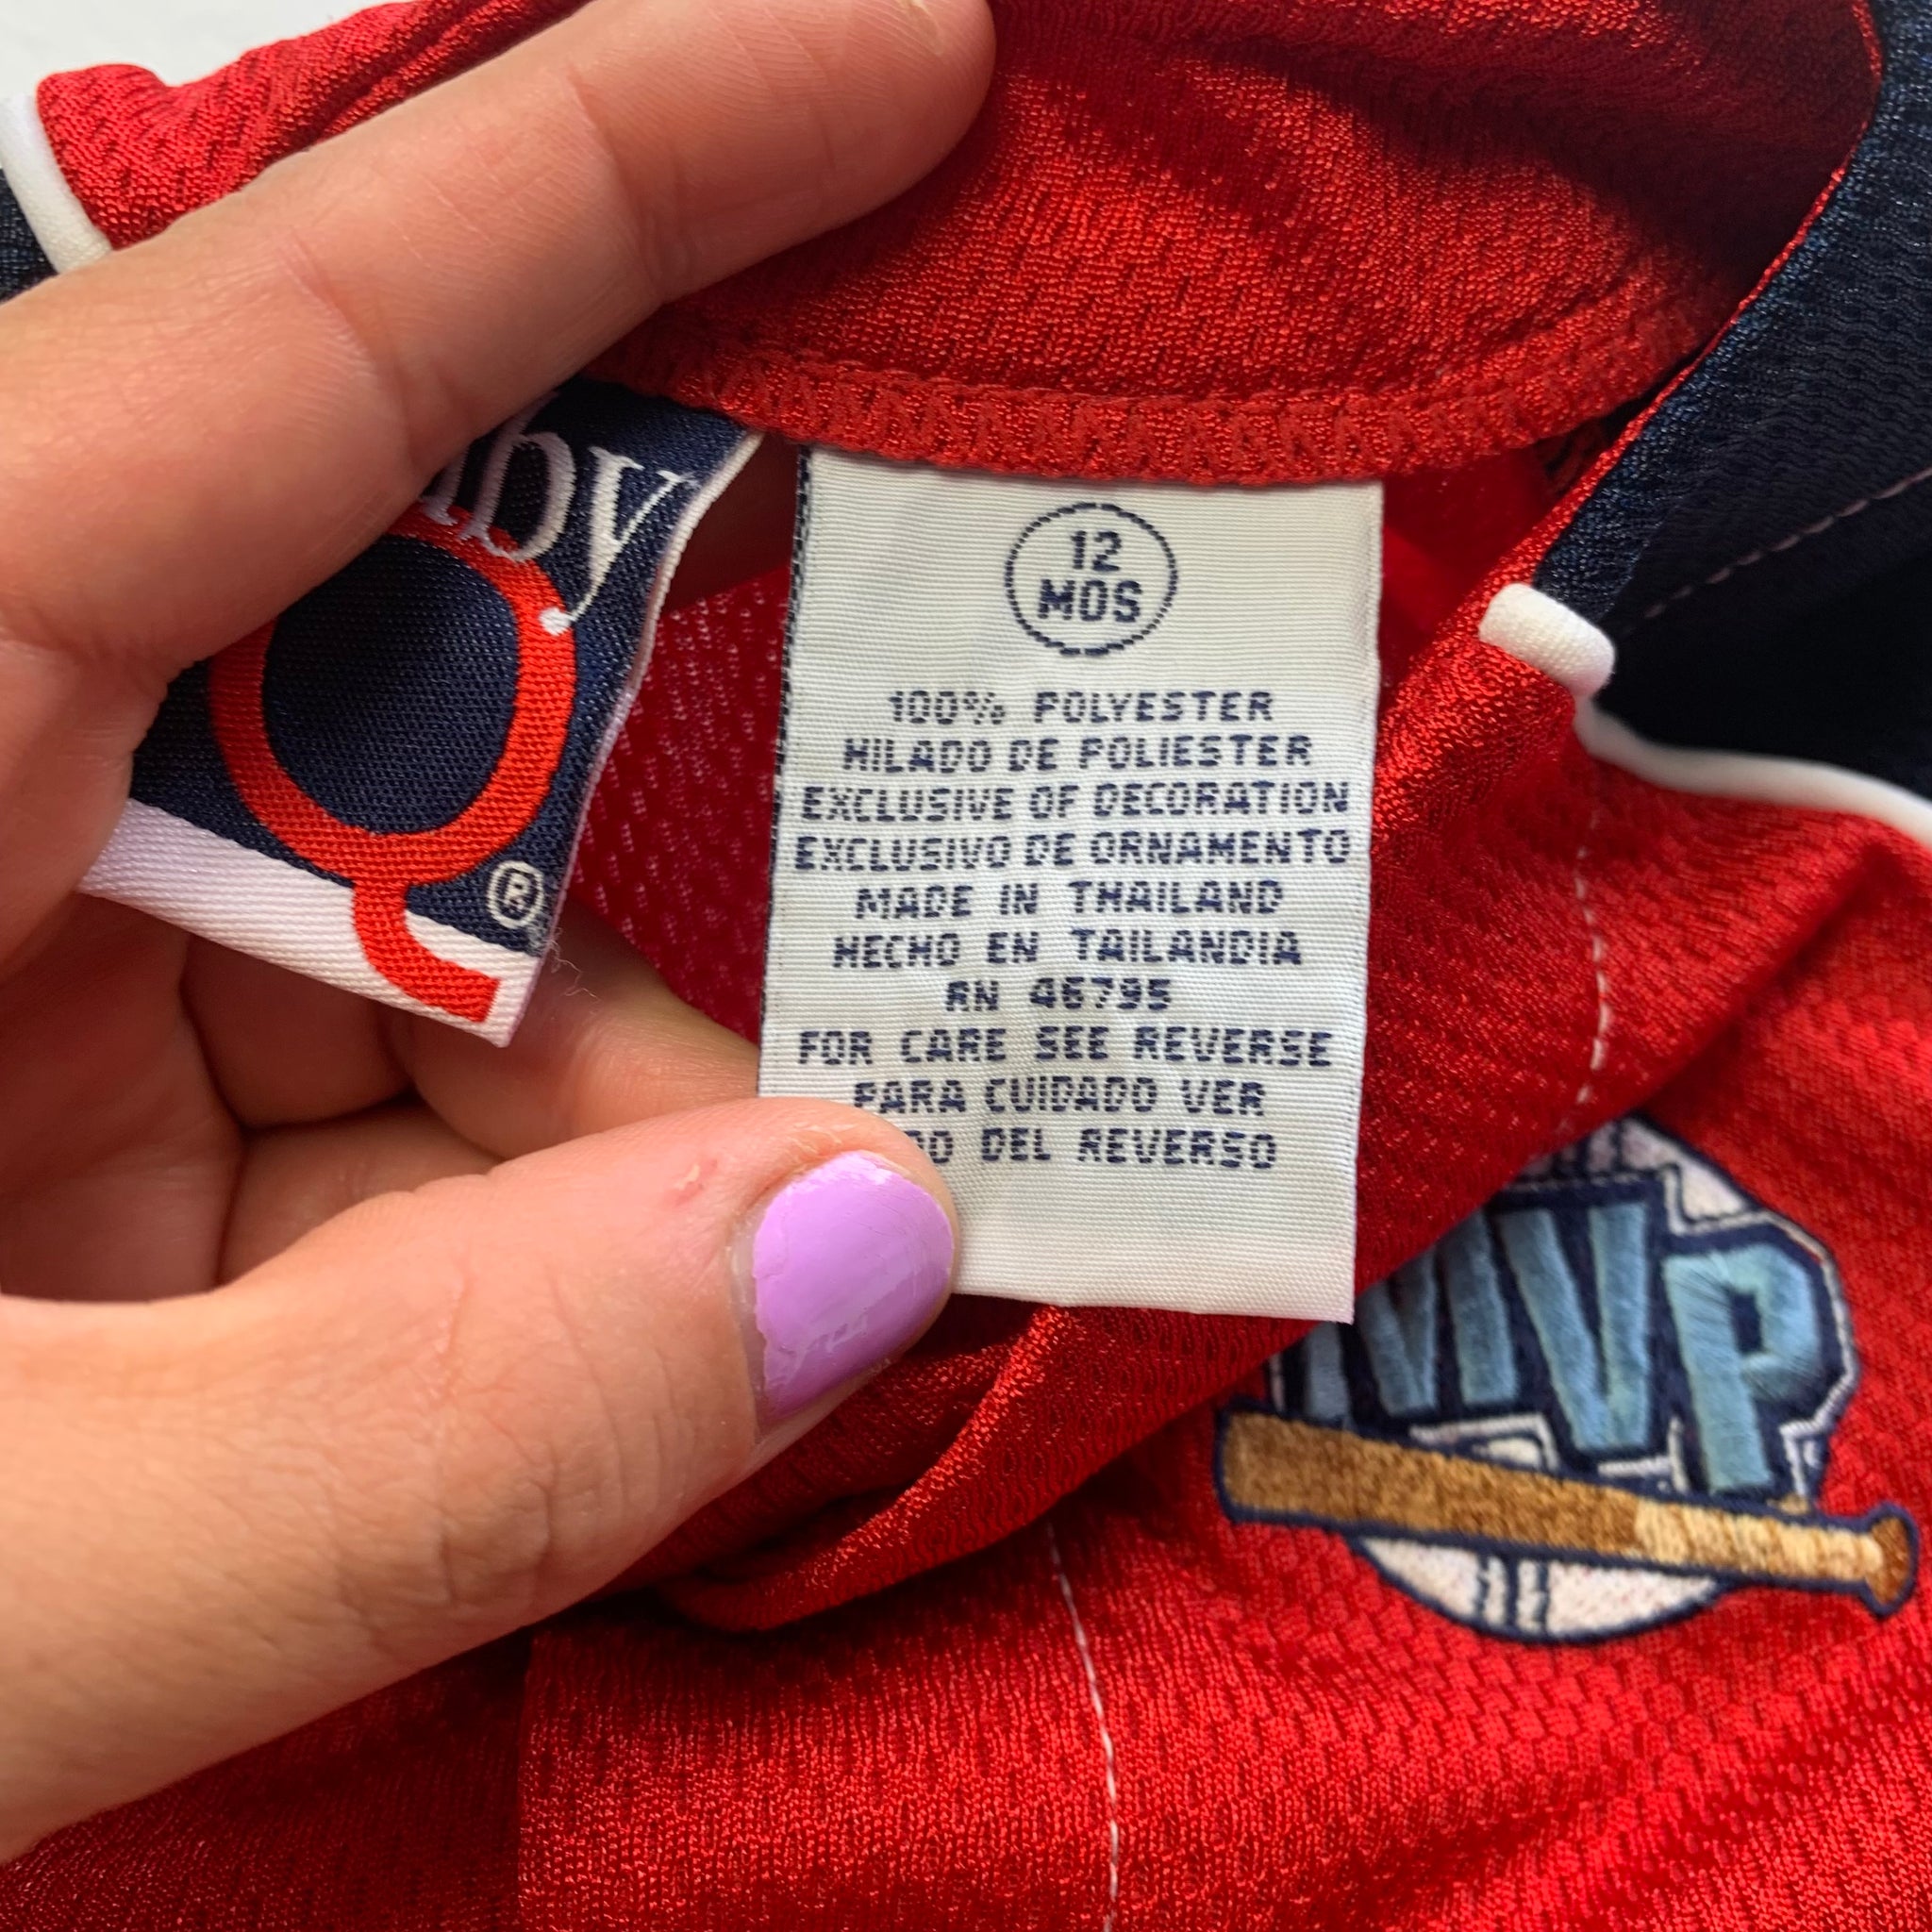 12
MOS
100% POLYESTER
HILADO DE POLIESTER
EXCLUSIVE OF DECORATION
EXCLUSIVO DE ORNAMENTO
MADE IN THAILAND
HECHO EN TAILANDIA
RN 46795
FOR CARE SEE REVERSE
PARA CUIDADO VER
DEL REVERSO
Q
®
MVP